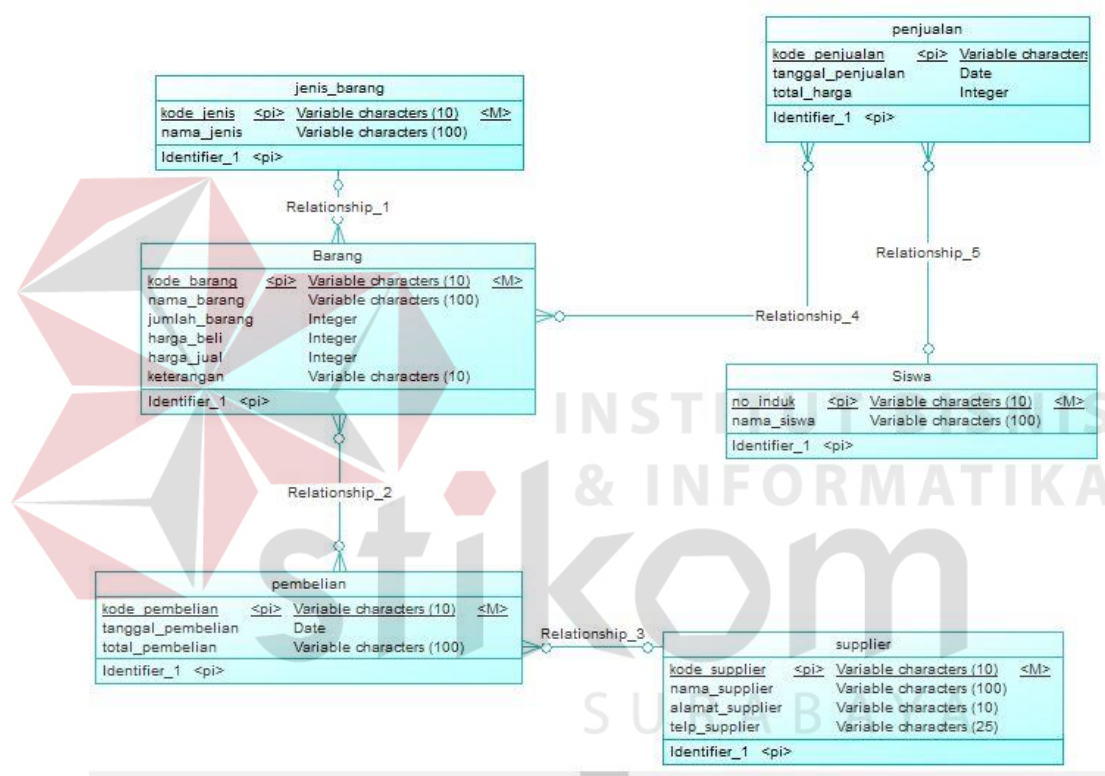 penjualan
kode_penjualan <pi> Variable characters
tanggal_penjualan Date
total_harga Integer
Identifier_1 <pi>
jenis_barang
kode_jenis <pi> Variable characters (10) <M>
nama_jenis Variable characters (100)
Identifier_1 <pi>
Relationship_1
Barang
kode_barang <pi> Variable characters (10) <M>
nama_barang Variable characters (100)
jumlah_barang Integer
harga_beli Integer
harga_jual Integer
keterangan Variable characters (10)
Identifier_1 <pi>
Relationship_5
Relationship_4
Siswa
no_induk <pi> Variable characters (10) <M>
nama_siswa Variable characters (100)
Identifier_1 <pi>
INSTITUT BISNIS
& INFORMATIKA
stikom
SURABAYA
Relationship_2
pembelian
kode_pembelian <pi> Variable characters (10) <M>
tanggal_pembelian Date
total_pembelian Variable characters (100)
Identifier_1 <pi>
Relationship_3
supplier
kode_supplier <pi> Variable characters (10) <M>
nama_supplier Variable characters (100)
alamat_supplier Variable characters (10)
telp_supplier Variable characters (25)
Identifier_1 <pi>